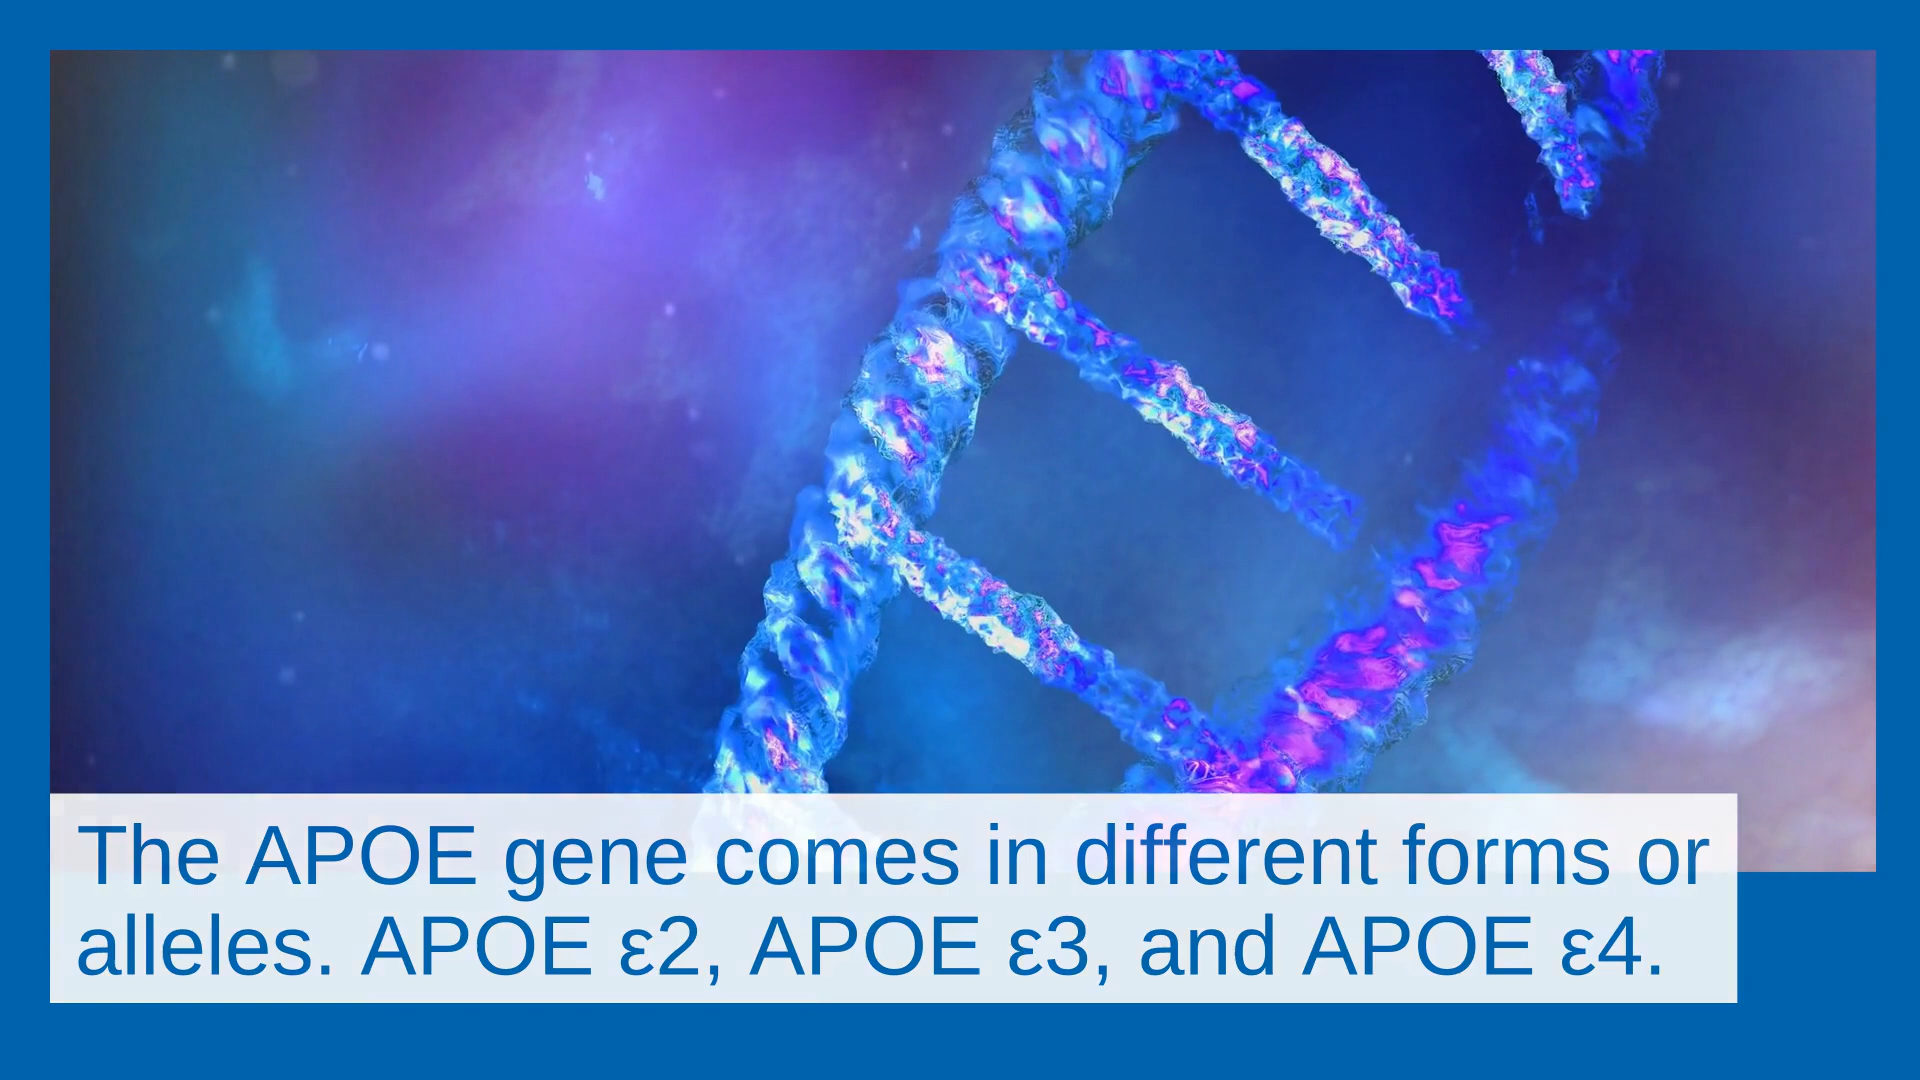 The APOE gene comes in different forms or
alleles. APOE ε2, APOE ε3, and APOE ε4.